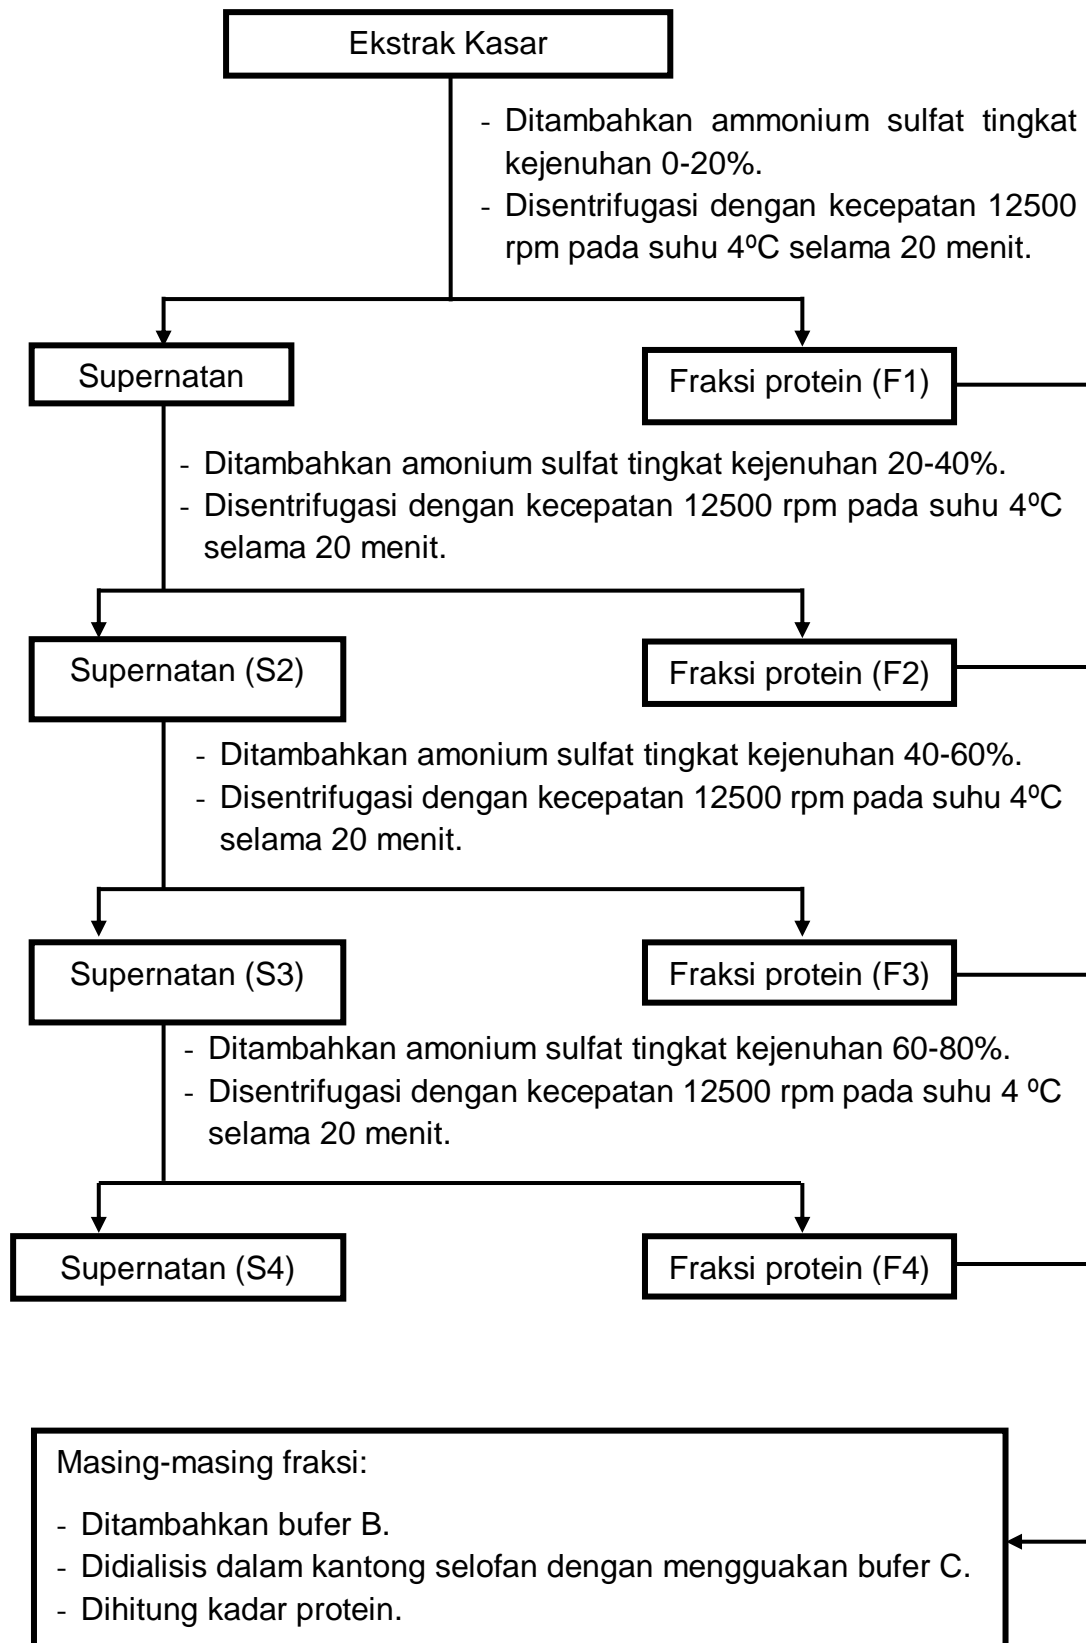 Ekstrak Kasar
- Ditambahkan ammonium sulfat tingkat
kejenuhan 0-20%.
- Disentrifugasi dengan kecepatan 12500
rpm pada suhu 4ºC selama 20 menit.
Supernatan
Fraksi protein (F1)
- Ditambahkan amonium sulfat tingkat kejenuhan 20-40%.
- Disentrifugasi dengan kecepatan 12500 rpm pada suhu 4ºC
selama 20 menit.
Supernatan (S2)
Fraksi protein (F2)
- Ditambahkan amonium sulfat tingkat kejenuhan 40-60%.
- Disentrifugasi dengan kecepatan 12500 rpm pada suhu 4ºC
selama 20 menit.
Supernatan (S3)
Fraksi protein (F3)
- Ditambahkan amonium sulfat tingkat kejenuhan 60-80%.
- Disentrifugasi dengan kecepatan 12500 rpm pada suhu 4 ºC
selama 20 menit.
Supernatan (S4)
Fraksi protein (F4)
Masing-masing fraksi:
- Ditambahkan bufer B.
- Didialisis dalam kantong selofan dengan mengguakan bufer C.
- Dihitung kadar protein.